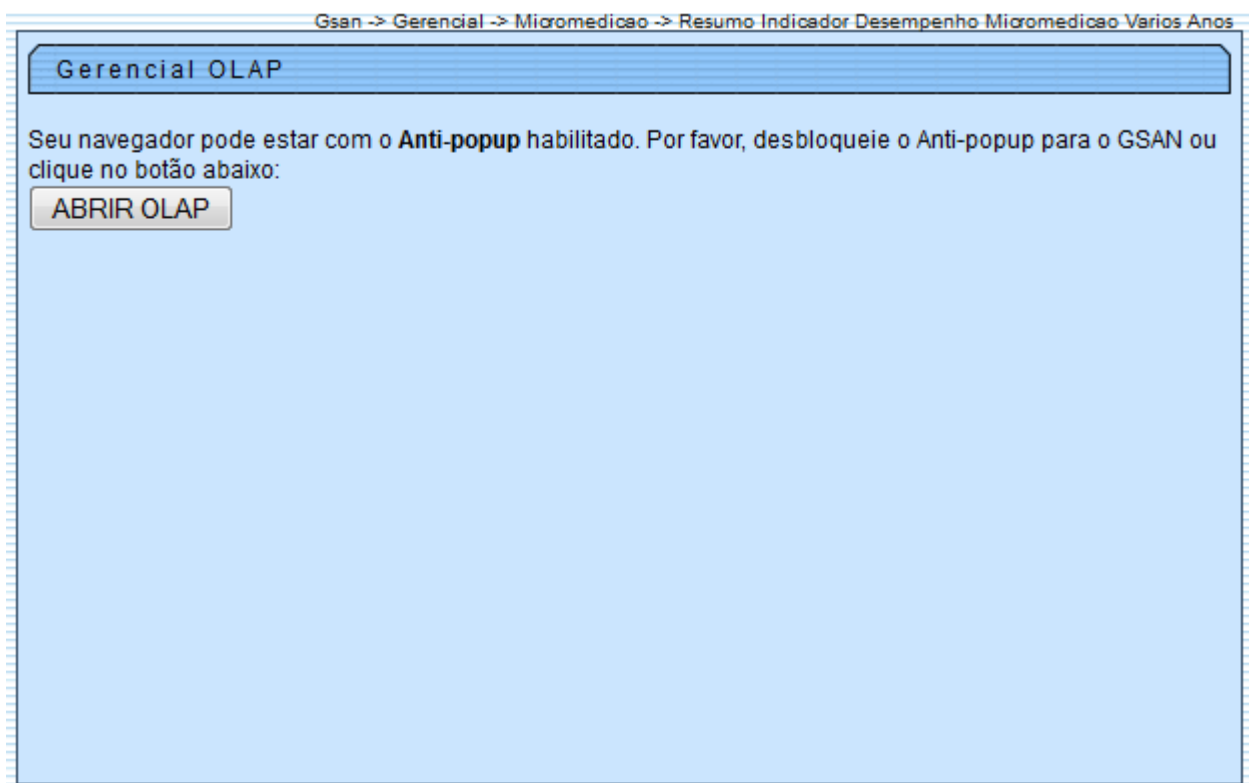 Gsan -> Gerencial -> Micromedicao -> Resumo Indicador Desempenho Micromedicao Varios Anos
Gerencial OLAP
Seu navegador pode estar com o Anti-popup habilitado. Por favor, desbloqueie o Anti-popup para o GSAN ou
clique no botão abaixo:
ABRIR OLAP